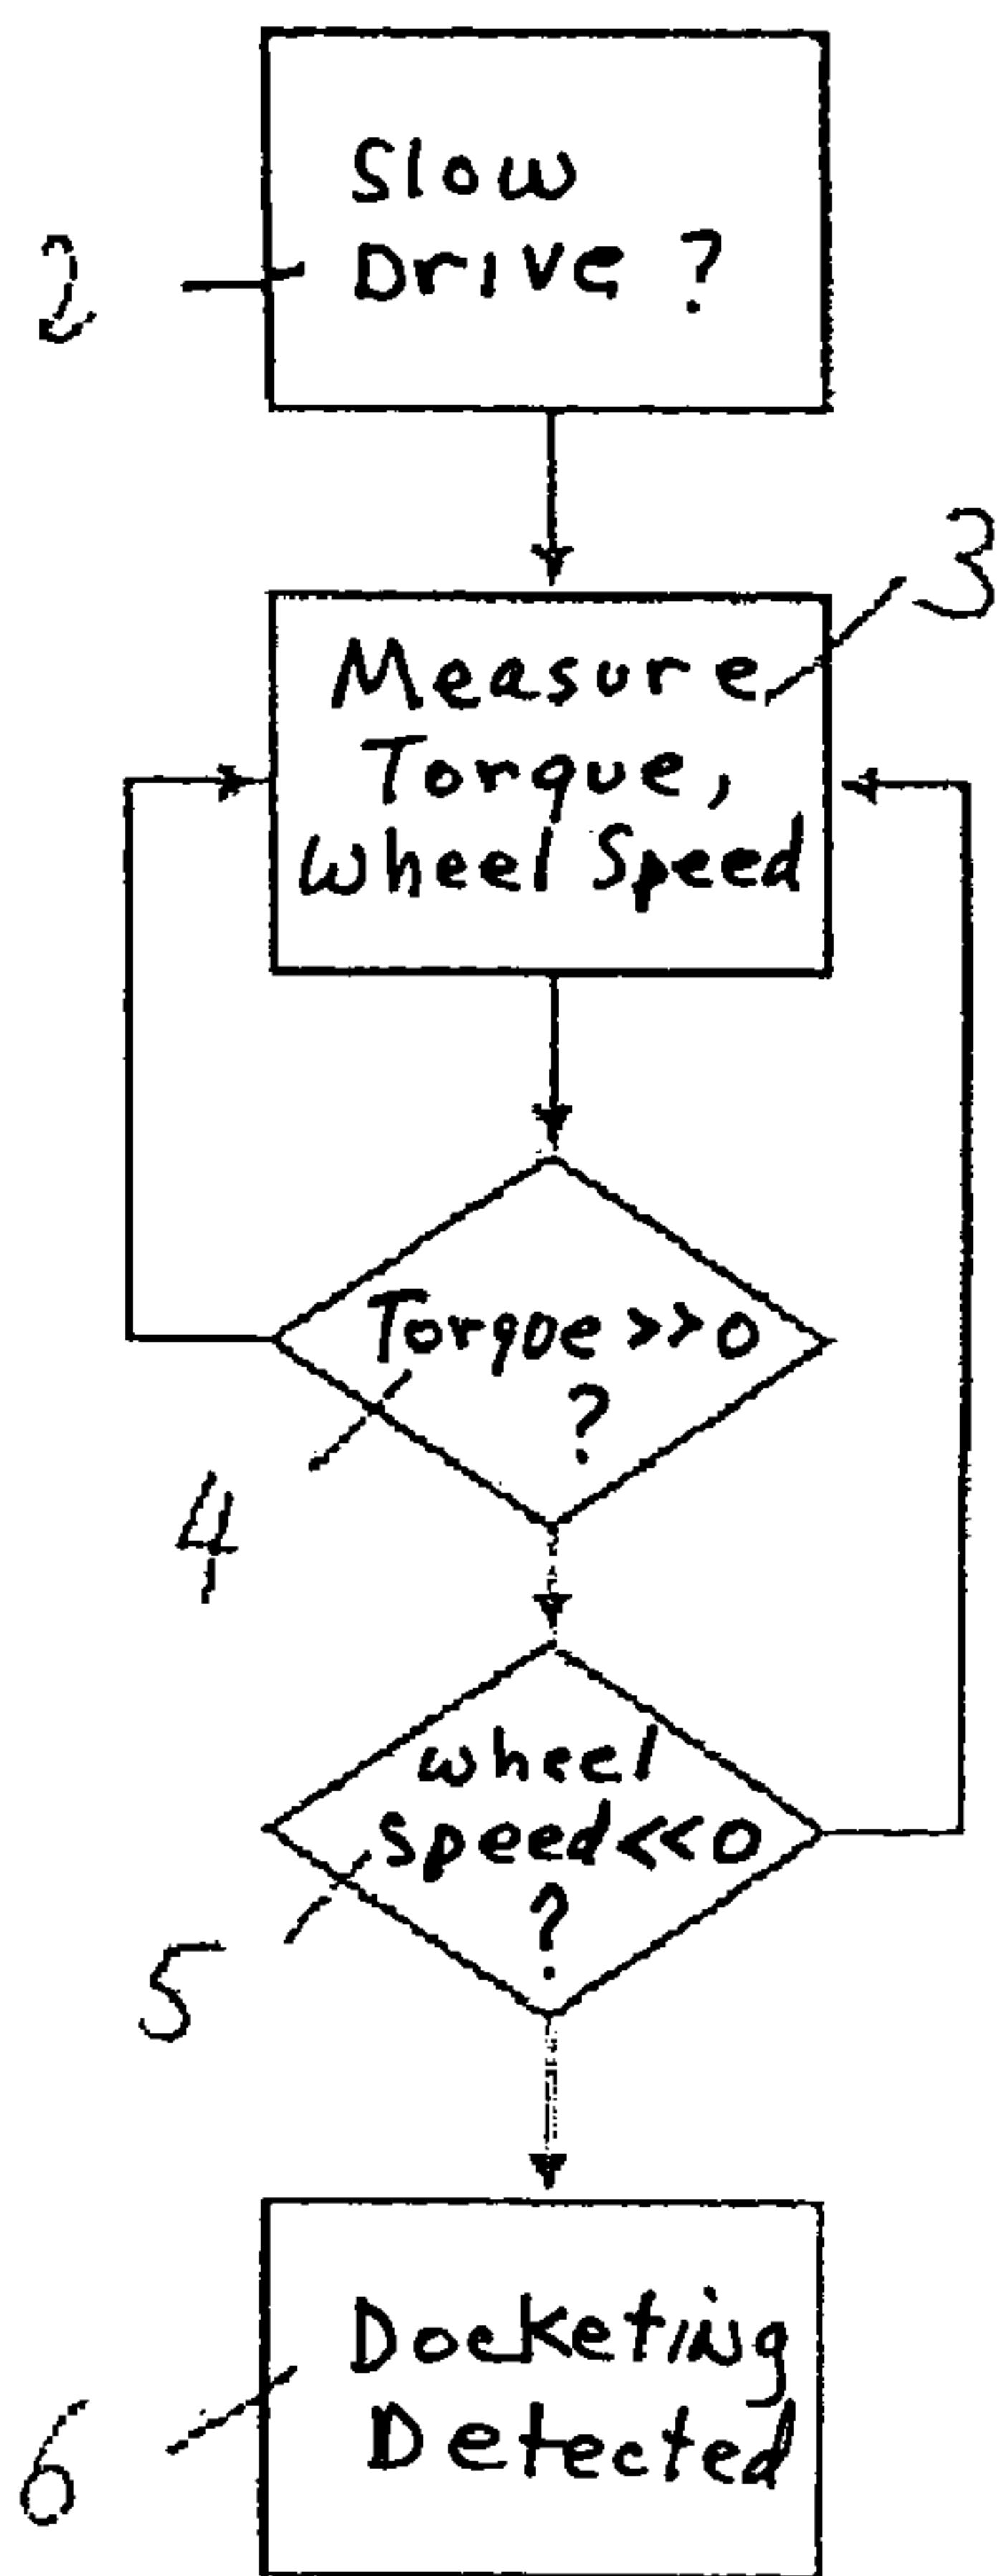 Slow
Drive ?
2
3
Measure
Torque,
Wheel Speed
Torque >> 0
?
4
wheel
speed << 0
?
5
Docketing
Detected
6